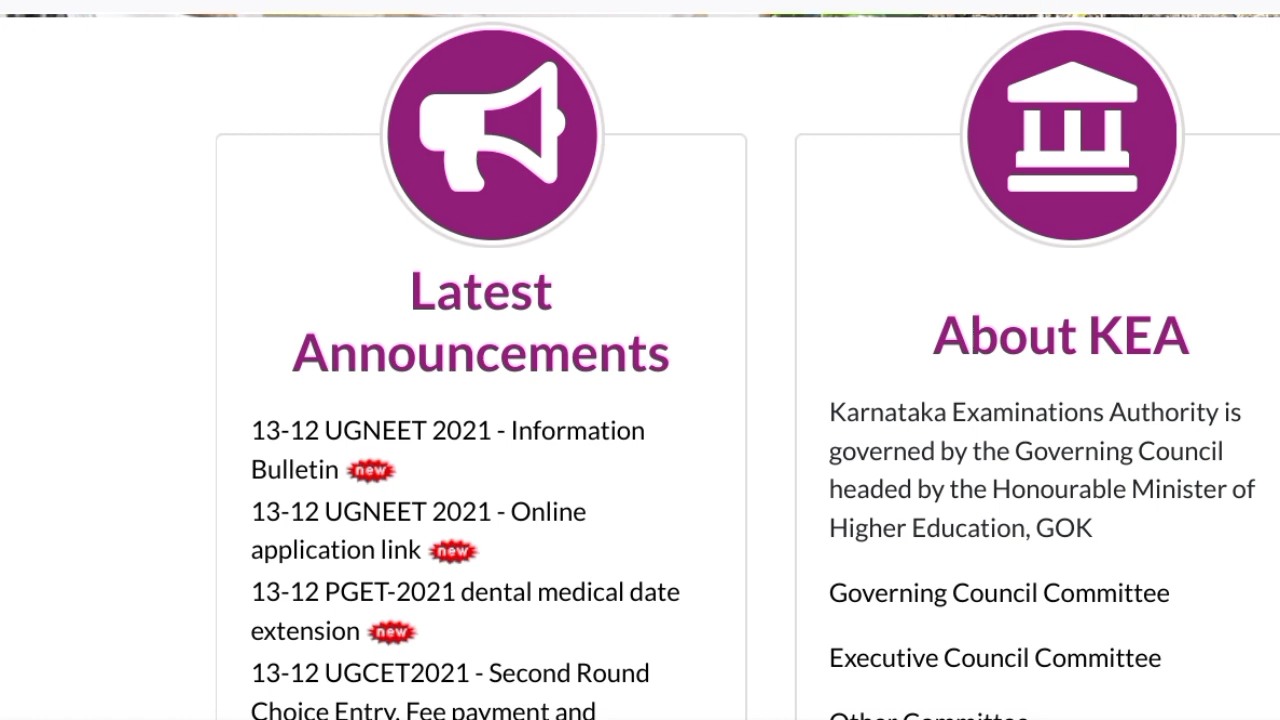 Latest
Announcements
13-12 UGNEET 2021 - Information
Bulletin new
13-12 UGNEET 2021 - Online
application link new
13-12 PGET-2021 dental medical date
extension new
13-12 UGCET2021 - Second Round
Choice Entry, Fee payment and
About KEA
Karnataka Examinations Authority is
governed by the Governing Council
headed by the Honourable Minister of
Higher Education, GOK
Governing Council Committee
Executive Council Committee
Other Committee